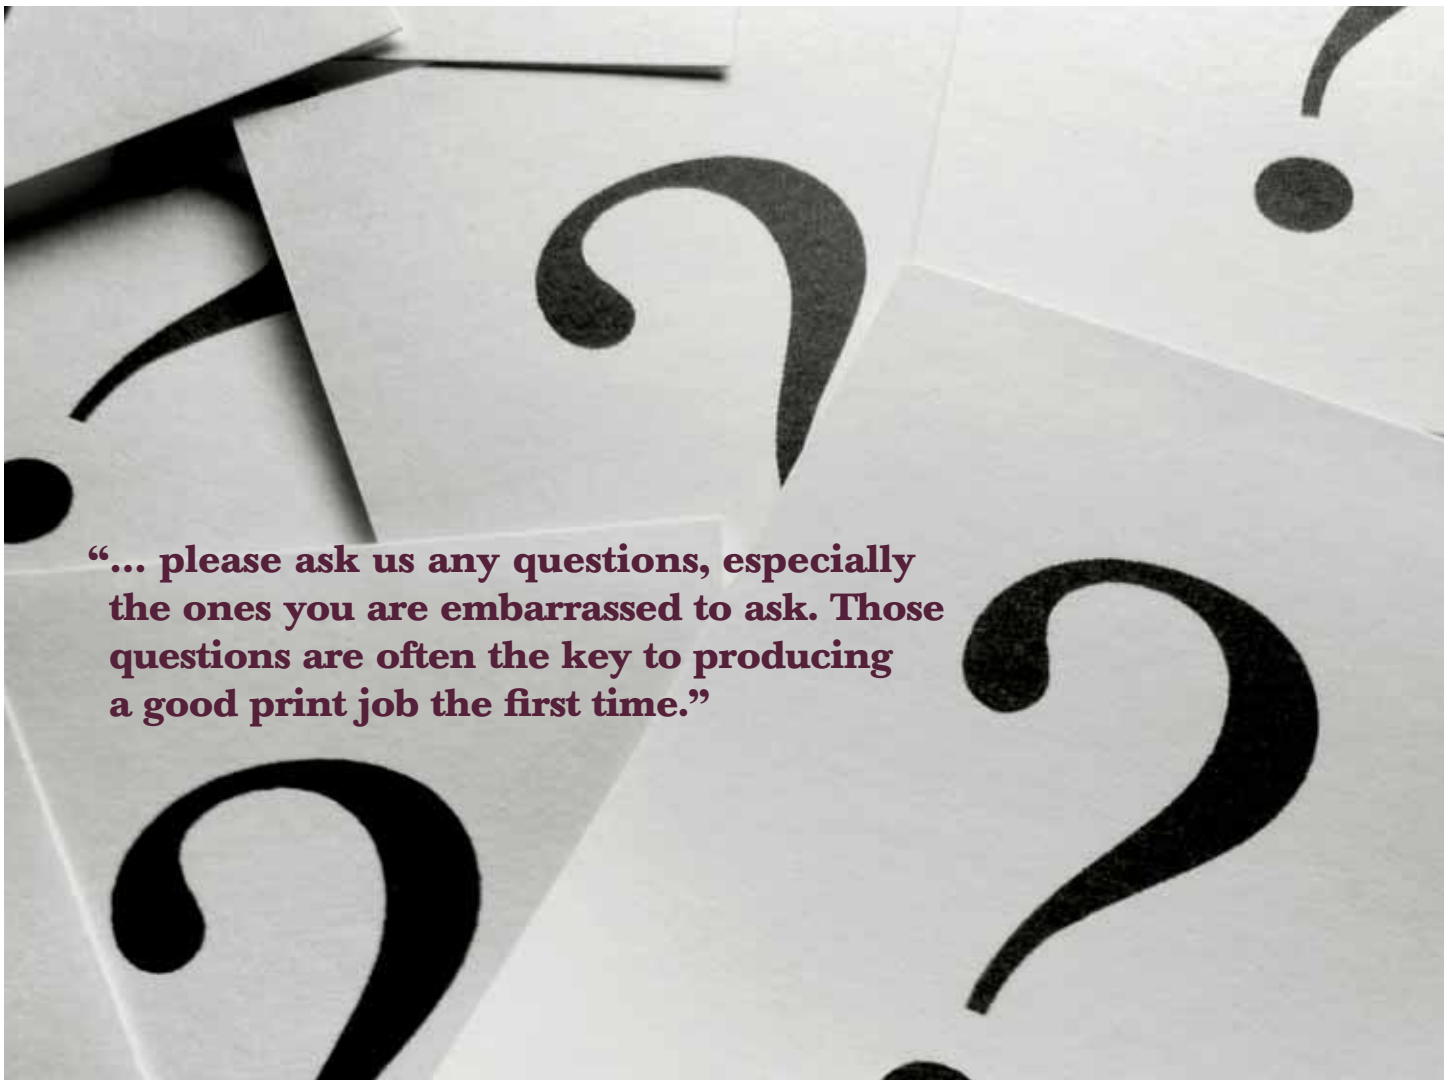 “... please ask us any questions, especially
the ones you are embarrassed to ask. Those
questions are often the key to producing
a good print job the first time.”